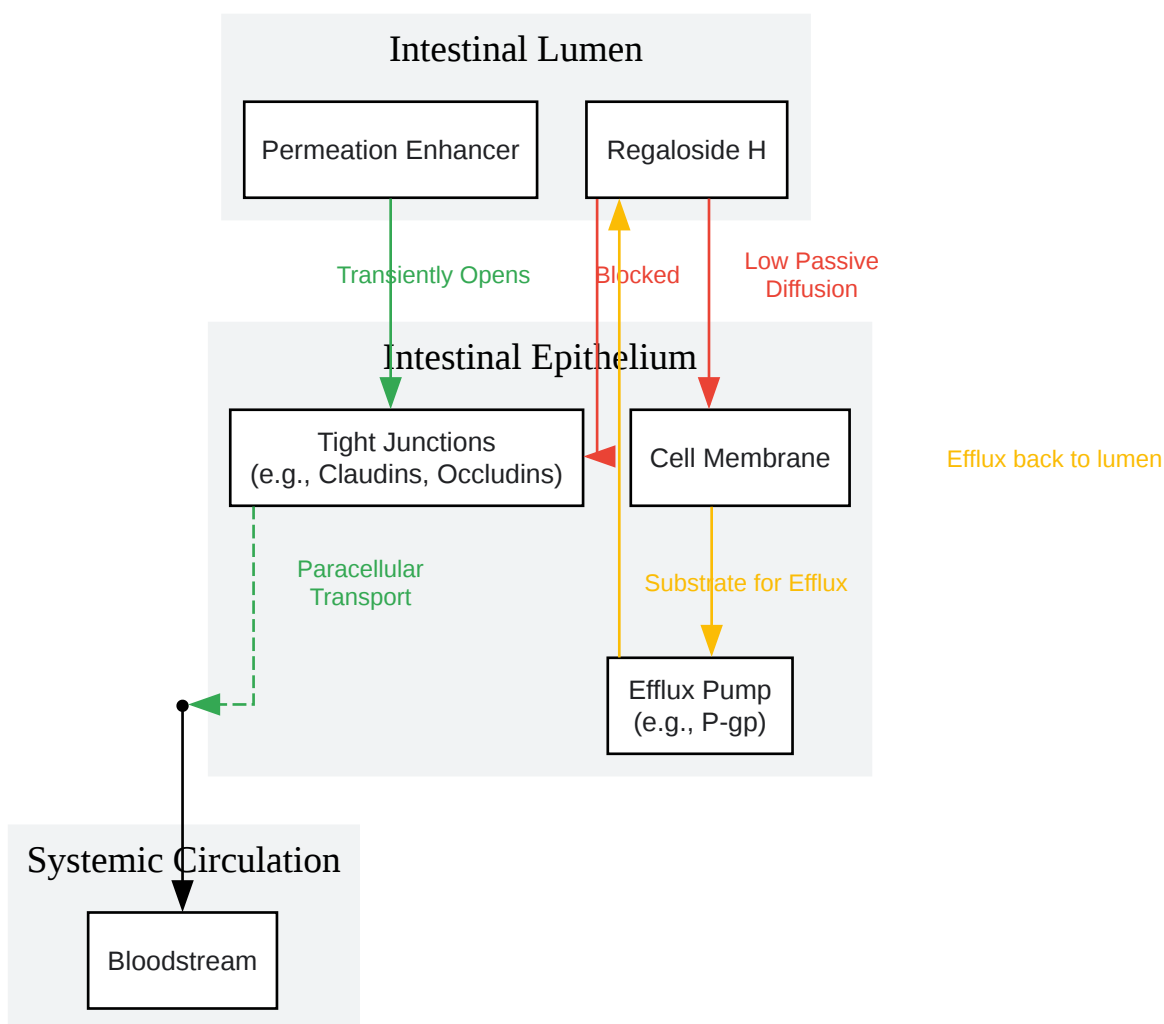 Intestinal Lumen
Permeation Enhancer
Regaloside H
Transiently Opens
Blocked
Low Passive
Diffusion
Intestinal Epithelium
Tight Junctions
(e.g., Claudins, Occludins)
Cell Membrane
Efflux back to lumen
Paracellular
Transport
Substrate for Efflux
Efflux Pump
(e.g., P-gp)
Systemic Circulation
Bloodstream